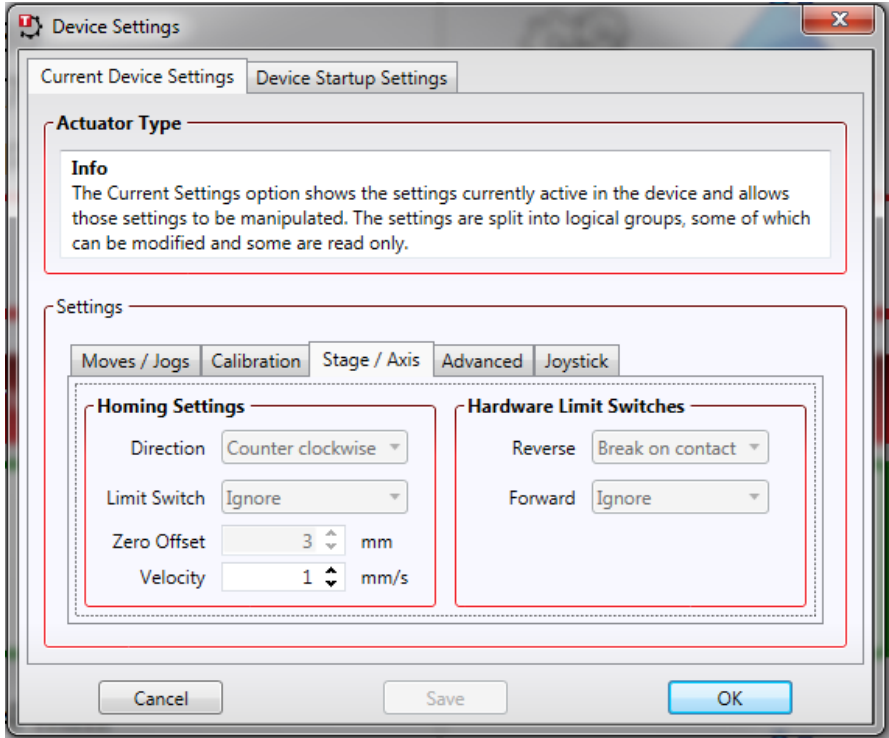 Device Settings
Current Device Settings
Device Startup Settings
Actuator Type
Info
The Current Settings option shows the settings currently active in the device and allows
those settings to be manipulated. The settings are split into logical groups, some of which
can be modified and some are read only.
Settings
Moves / Jogs
Calibration
Stage / Axis
Advanced
Joystick
Homing Settings
Direction Counter clockwise
Limit Switch Ignore
Zero Offset 3 mm
Velocity 1 mm/s
Hardware Limit Switches
Reverse Break on contact
Forward Ignore
Cancel
Save
OK